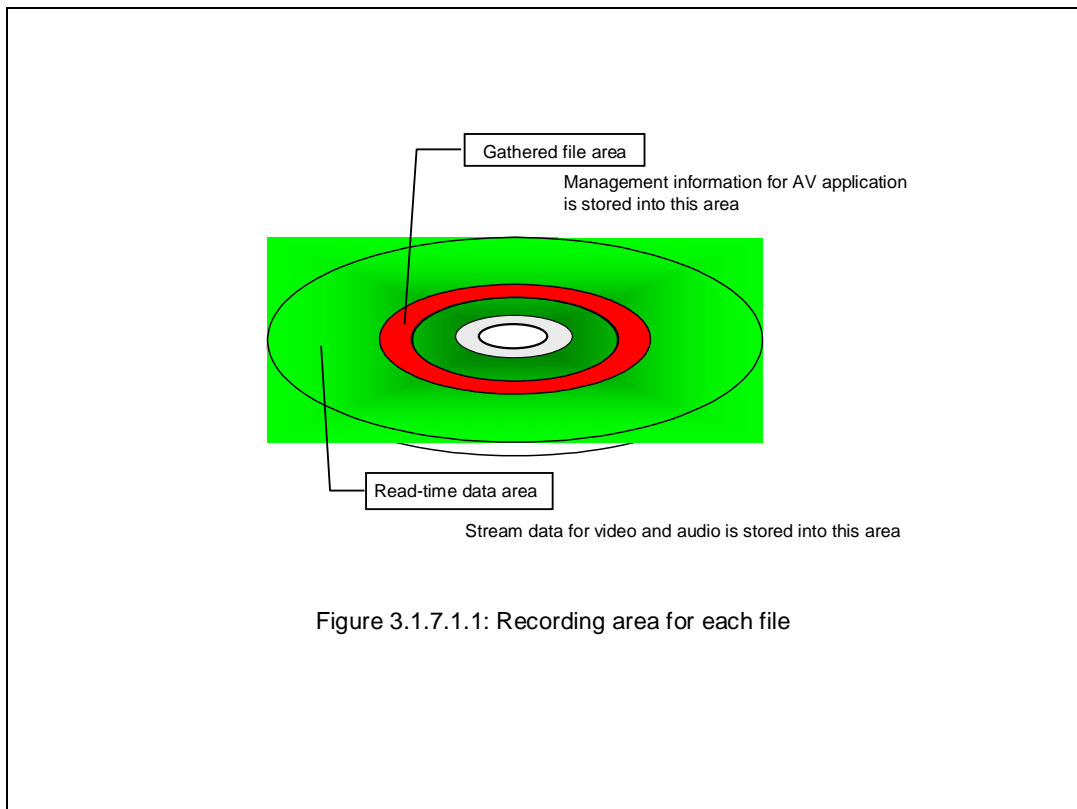 Gathered file area
Management information for AV application
is stored into this area
Read-time data area
Stream data for video and audio is stored into this area
Figure 3.1.7.1.1: Recording area for each file